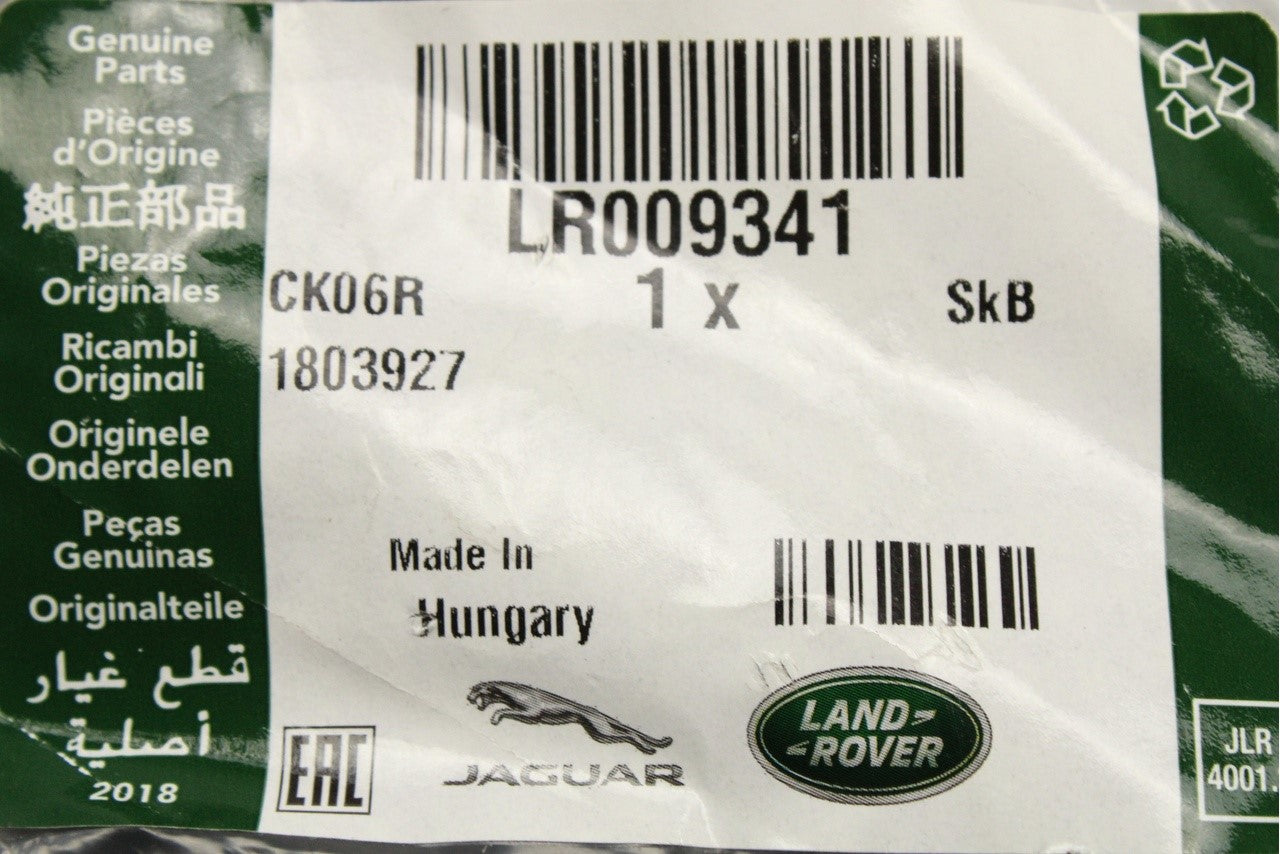 Genuine
Parts
Pièces
d'Origine
純正部品
Piezas
Originales
Ricambi
Originali
Originele
Onderdelen
Peças
Genuinas
Originalteile
قطع غيار
أصلية
2018
LR009341
CK06R 1 x SkB
1803927
Made In
Hungary
EAC
JAGUAR
LAND-
-ROVER
JLR
4001.